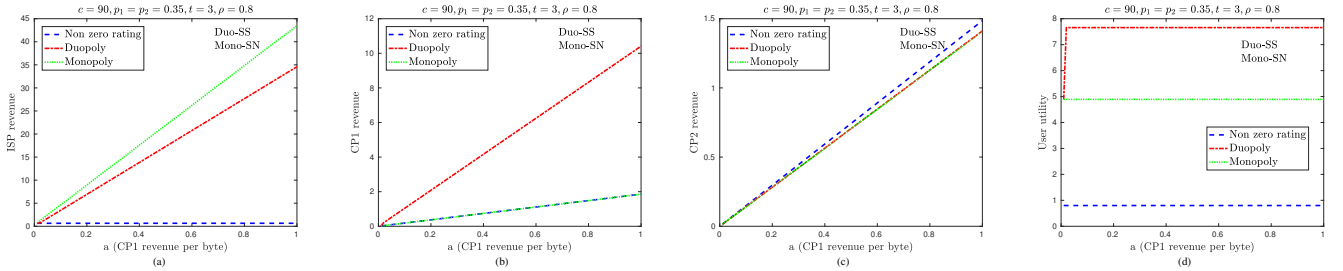 c = 90, p₁ = p₂ = 0.35, t = 3, ρ = 0.8
45
40
35
30
25
20
15
10
5
0
ISP revenue
Non zero rating
Duopoly
Monopoly
Duo-SS
Mono-SN
0 0.2 0.4 0.6 0.8 1
a (CP1 revenue per byte)
(a)
c = 90, p₁ = p₂ = 0.35, t = 3, ρ = 0.8
12
10
8
6
4
2
0
CP1 revenue
Non zero rating
Duopoly
Monopoly
Duo-SS
Mono-SN
0 0.2 0.4 0.6 0.8 1
a (CP1 revenue per byte)
(b)
c = 90, p₁ = p₂ = 0.35, t = 3, ρ = 0.8
1.5
1
0.5
0
CP2 revenue
Non zero rating
Duopoly
Monopoly
Duo-SS
Mono-SN
0 0.2 0.4 0.6 0.8 1
a (CP1 revenue per byte)
(c)
c = 90, p₁ = p₂ = 0.35, t = 3, ρ = 0.8
8
7
6
5
4
3
2
1
0
User utility
Duo-SS
Mono-SN
Non zero rating
Duopoly
Monopoly
0 0.2 0.4 0.6 0.8 1
a (CP1 revenue per byte)
(d)